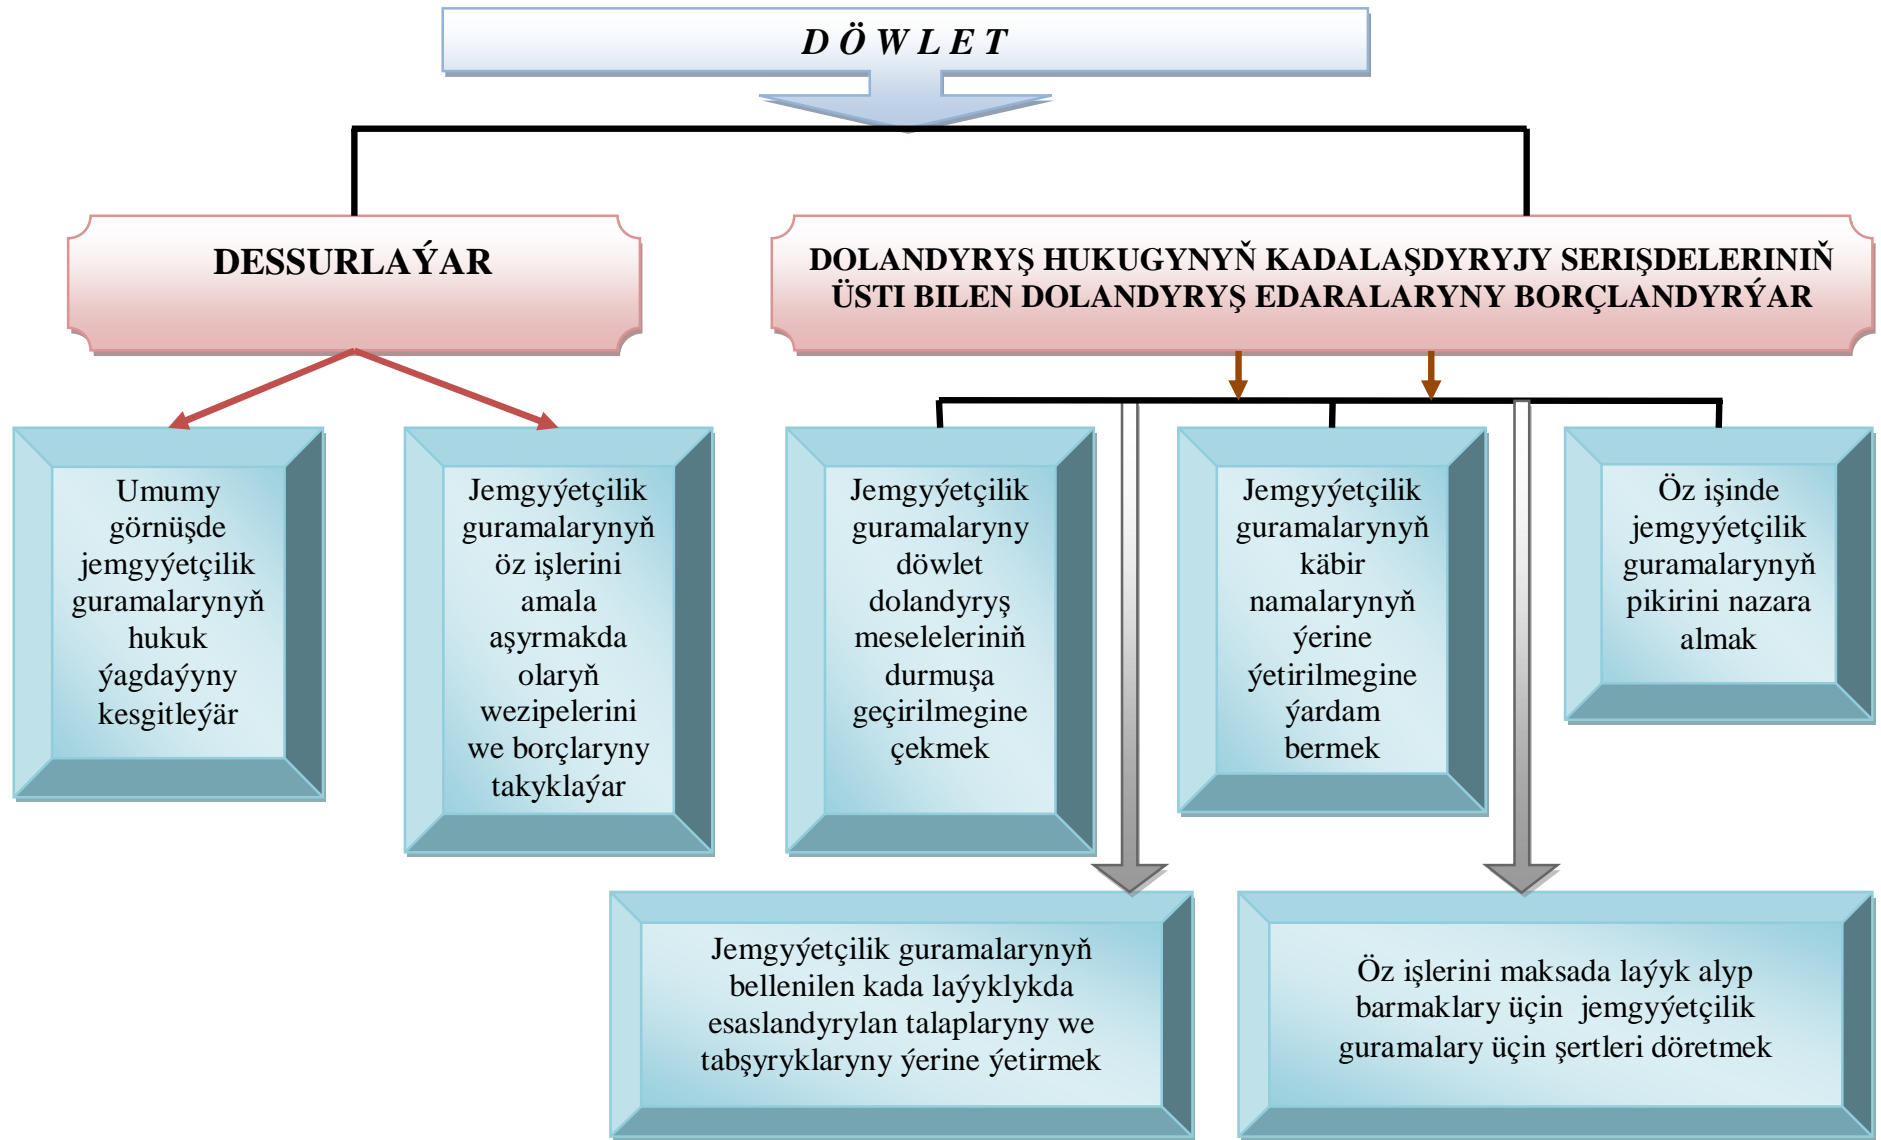 D Ö W L E T
DESSURLAÝAR
DOLANDYRYŞ HUKUGYNYŇ KADALAŞDYRYJY SERIŞDELERINIŇ
ÜSTI BILEN DOLANDYRYŞ EDARALARYNY BORÇLANDYRÝAR
Umumy
görnüşde
jemgyýetçilik
guramalarynyň
hukuk
ýagdaýyny
kesgitleýär
Jemgyýetçilik
guramalarynyň
öz işlerini
amala
aşyrmakda
olaryň
wezipelerini
we borçlaryny
takyklaýar
Jemgyýetçilik
guramalaryny
döwlet
dolandyryş
meseleleriniň
durmuşa
geçirilmegine
çekmek
Jemgyýetçilik
guramalarynyň
käbir
namalarynyň
ýerine
ýetirilmegine
ýardam
bermek
Öz işinde
jemgyýetçilik
guramalarynyň
pikirini nazara
almak
Jemgyýetçilik guramalarynyň
bellenilen kada laýyklykda
esaslandyrylan talaplaryny we
tabşyryklaryny ýerine ýetirmek
Öz işlerini maksada laýyk alyp
barmaklary üçin jemgyýetçilik
guramalary üçin şertleri döretmek